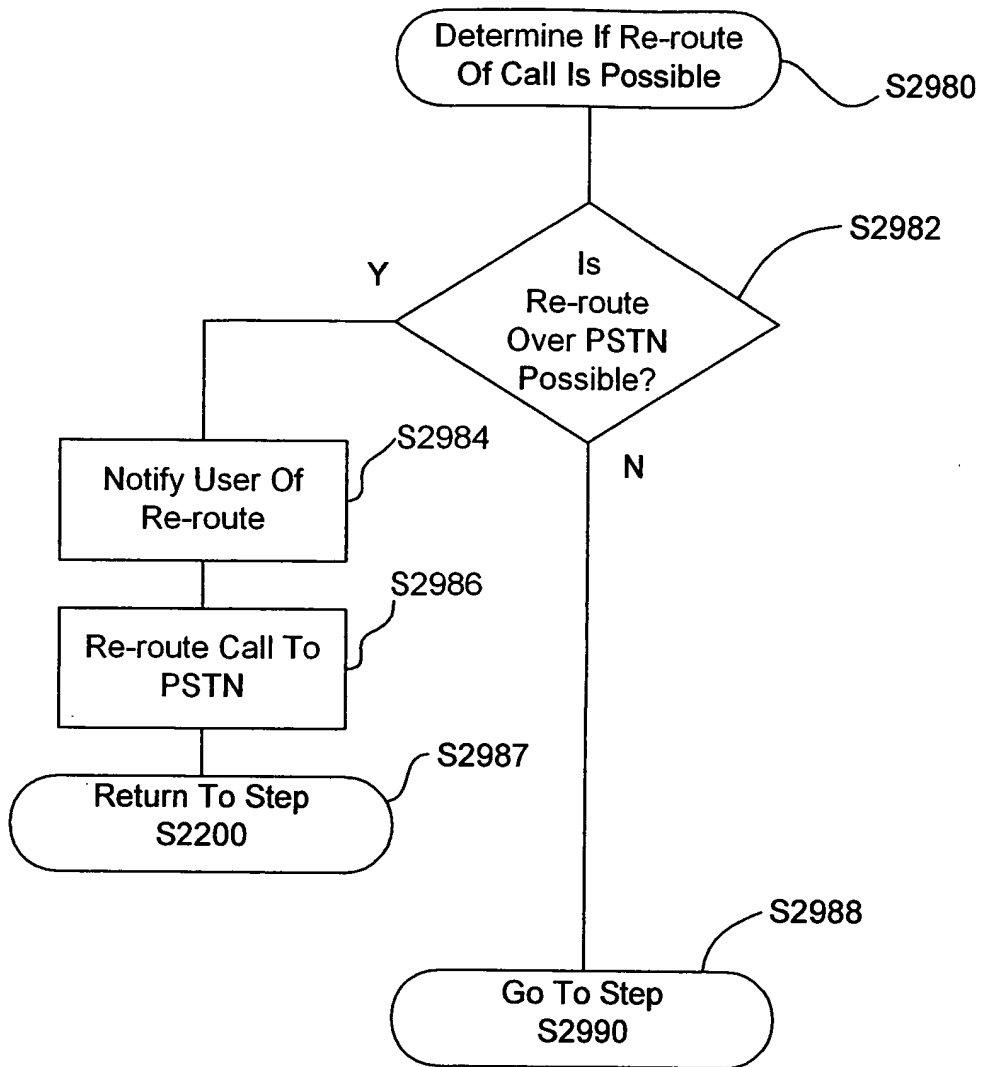 Determine If Re-route
Of Call Is Possible
S2980
S2982
Is
Re-route
Over PSTN
Possible?
Y
N
S2984
Notify User Of
Re-route
S2986
Re-route Call To
PSTN
S2987
Return To Step
S2200
S2988
Go To Step
S2990